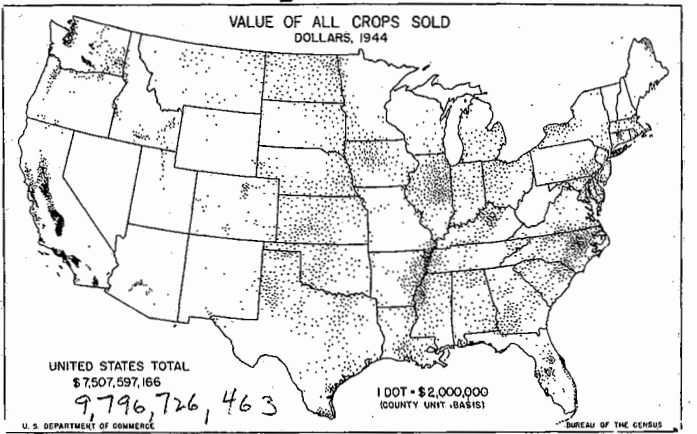 VALUE OF ALL CROPS SOLD
DOLLARS, 1944
UNITED STATES TOTAL
$7,507,597,166
9,796,726,463
1 DOT = $2,000,000
(COUNTY UNIT BASIS)
U. S. DEPARTMENT OF COMMERCE
BUREAU OF THE CENSUS